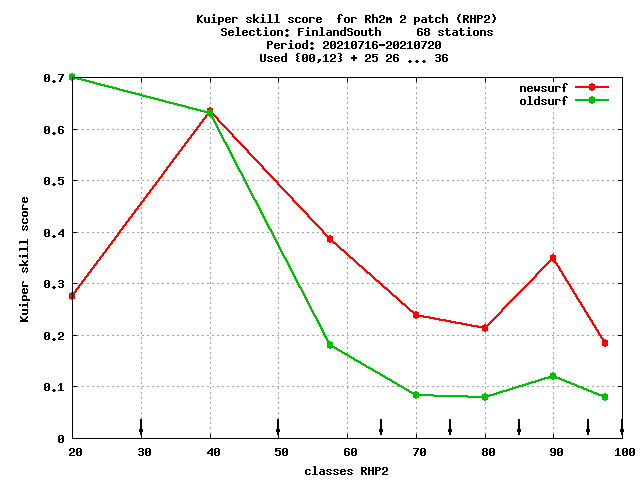 Kuiper skill score for Rh2m 2 patch (RHP2)
Selection: FinlandSouth 68 stations
Period: 20210716-20210720
Used {00,12} + 25 26 ... 36
newsurf
oldsurf
0.7
0.6
0.5
0.4
0.3
0.2
0.1
0
Kuiper skill score
20 30 40 50 60 70 80 90 100
classes RHP2